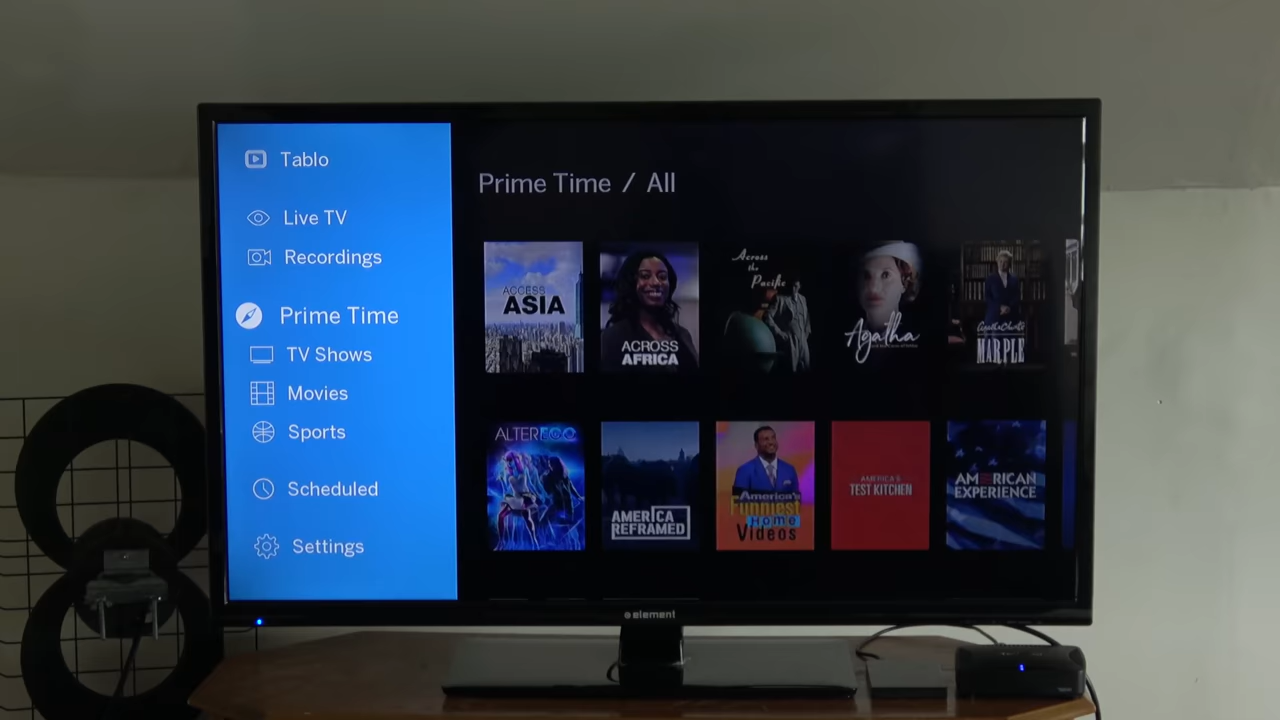 Tablo
Live TV
Recordings
Prime Time
TV Shows
Movies
Sports
Scheduled
Settings
Prime Time / All
ACCESS
ASIA
ACROSS
AFRICA
Across
the
Pacific
Agatha
Agatha Christie's
MARPLE
ALTER EGO
AMERICA
REFRAMED
America's
Funniest
Home
Videos
AMERICA'S
TEST KITCHEN
AMERICAN
EXPERIENCE
element